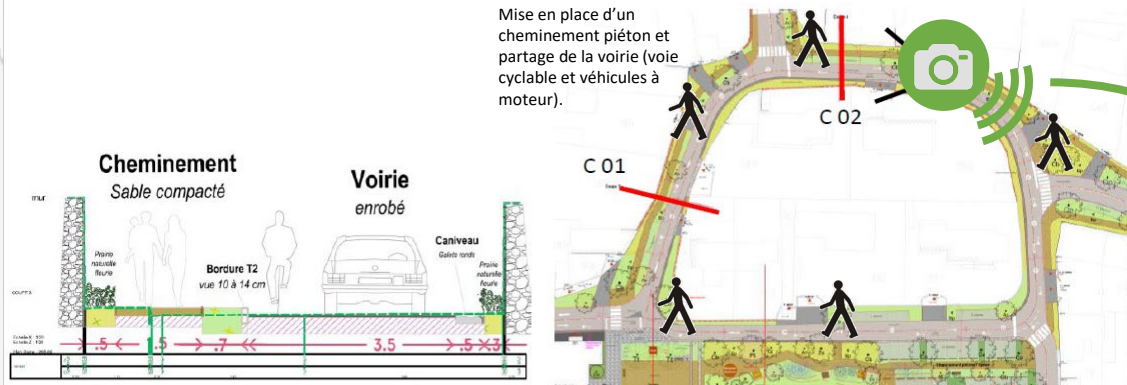 Mise en place d’un
cheminement piéton et
partage de la voirie (voie
cyclable et véhicules à
moteur).
C 02
C 01
Cheminement
Sable compacté
Voirie
enrobé
mur
Prairie
naturelle
fleurie
Bordure T2
vue 10 à 14 cm
Caniveau
Galets ronds
Prairie
naturelle
fleurie
.5 1.5 .7 3.5 .5 .3